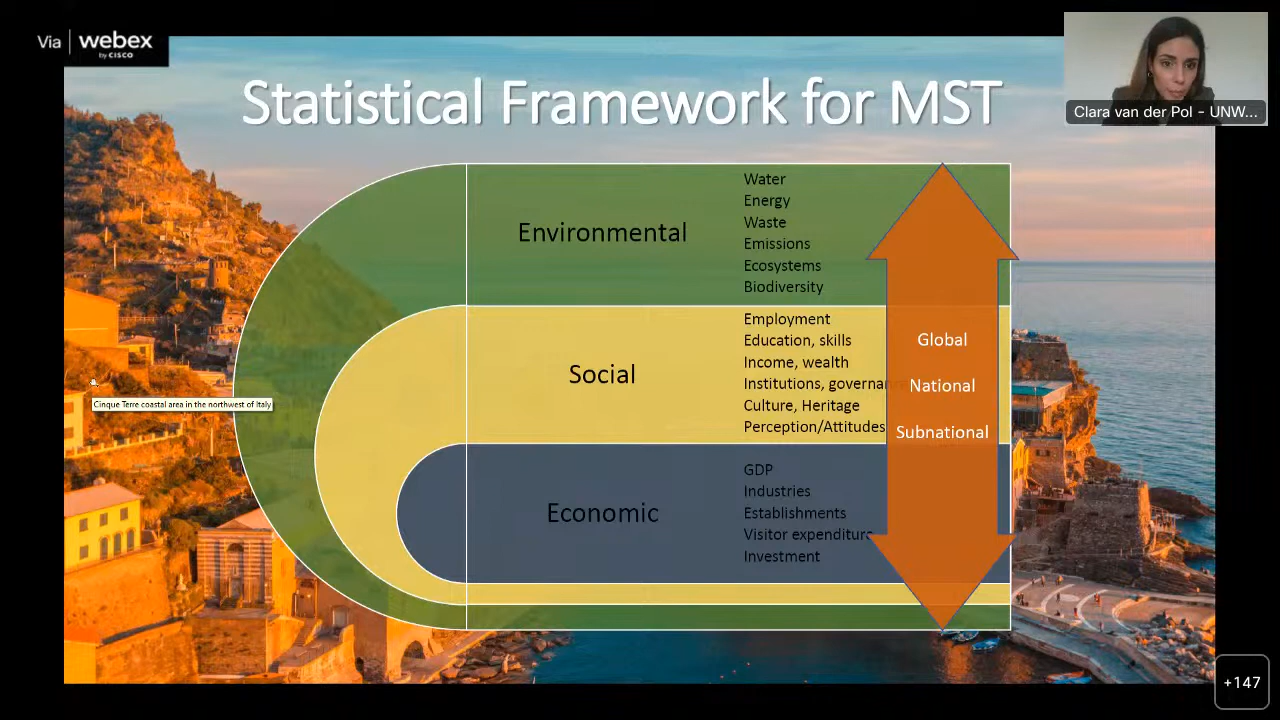 Via webex
by CISCO
Clara van der Pol - UNW...
Statistical Framework for MST
Environmental
Water
Energy
Waste
Emissions
Ecosystems
Biodiversity
Social
Employment
Education, skills
Income, wealth
Institutions, governan
Culture, Heritage
Perception/Attitudes
Economic
GDP
Industries
Establishments
Visitor expenditure
Investment
Global
National
Subnational
Cinque Terre coastal area in the northwest of Italy
+147